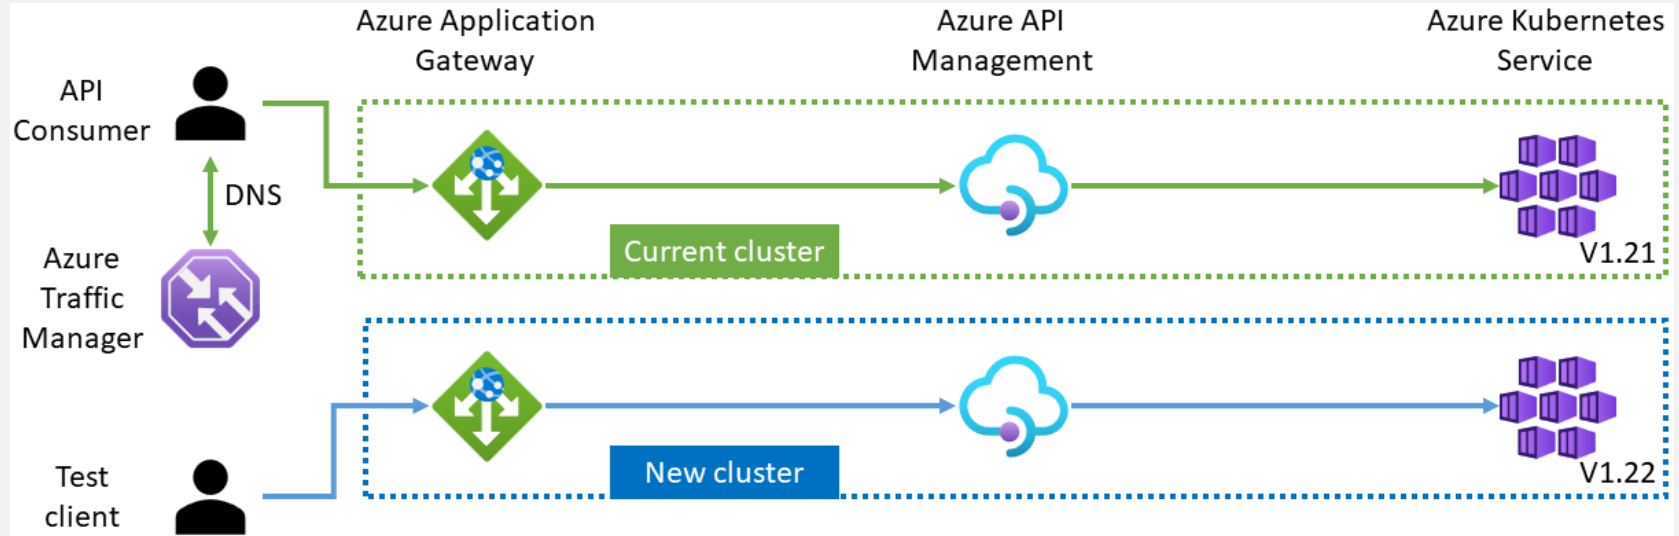 Azure Application
Gateway
Azure API
Management
Azure Kubernetes
Service
API
Consumer
DNS
Azure
Traffic
Manager
Current cluster
V1.21
Test
client
New cluster
V1.22